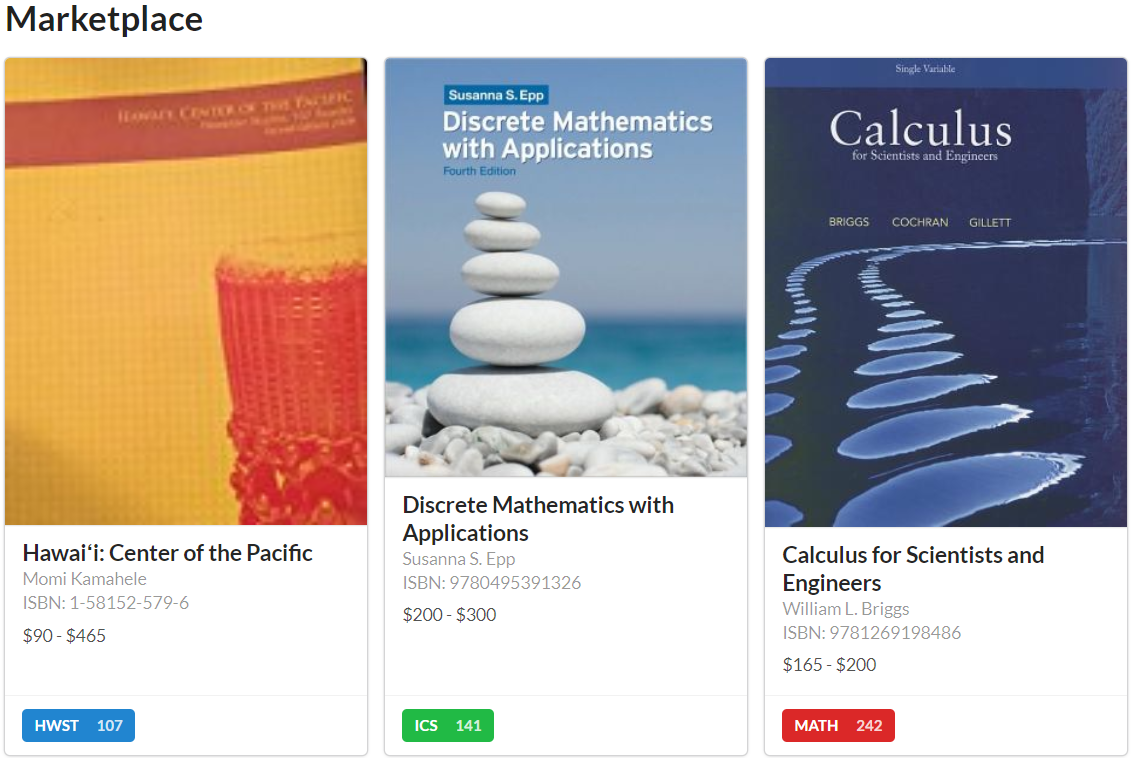 Marketplace
HAWAI'I, CENTER OF THE PACIFIC
Susanna S. Epp
Discrete Mathematics
with Applications
Fourth Edition
Single Variable
Calculus
for Scientists and Engineers
BRIGGS COCHRAN GILLETT
Hawaiʻi: Center of the Pacific
Momi Kamahele
ISBN: 1-58152-579-6
$90 - $465
HWST 107
Discrete Mathematics with
Applications
Susanna S. Epp
ISBN: 9780495391326
$200 - $300
ICS 141
Calculus for Scientists and
Engineers
William L. Briggs
ISBN: 9781269198486
$165 - $200
MATH 242